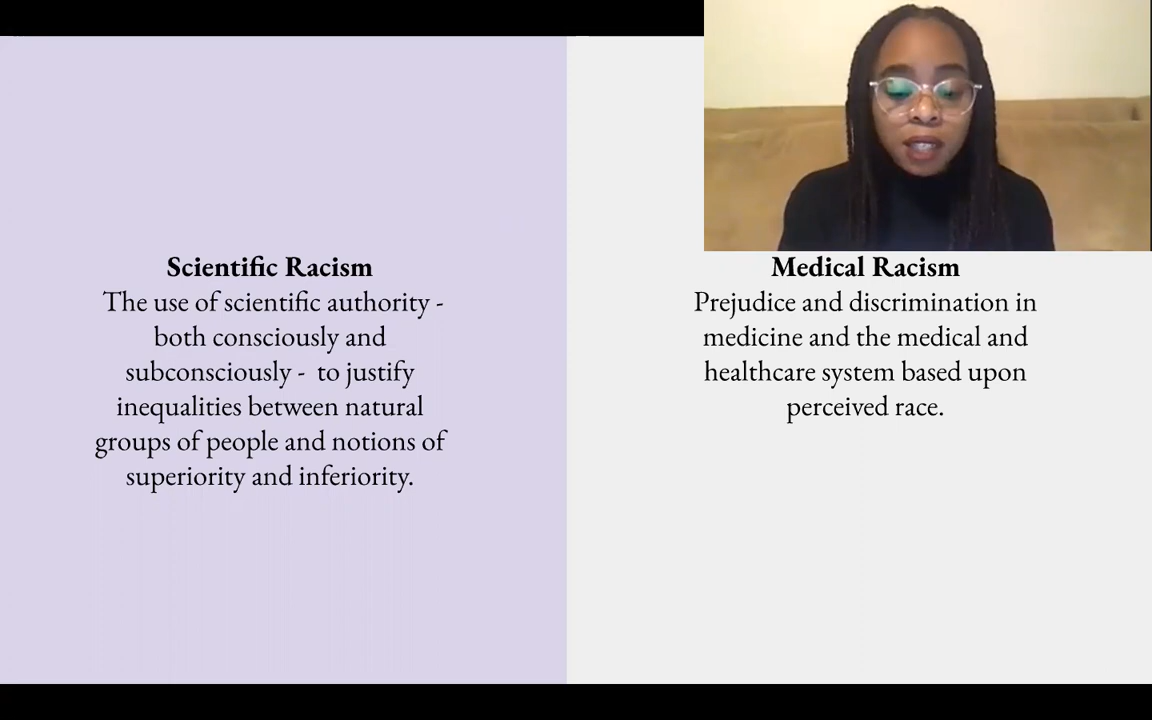 Scientific Racism
The use of scientific authority -
both consciously and
subconsciously -  to justify
inequalities between natural
groups of people and notions of
superiority and inferiority.
Medical Racism
Prejudice and discrimination in
medicine and the medical and
healthcare system based upon
perceived race.